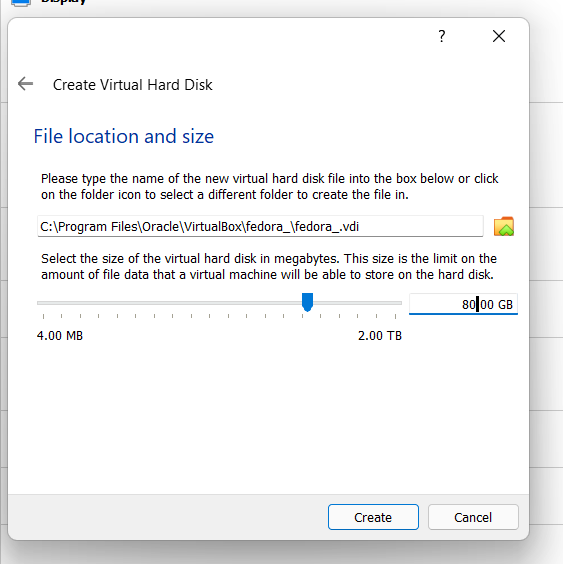 Display
?
Create Virtual Hard Disk
File location and size
Please type the name of the new virtual hard disk file into the box below or click
on the folder icon to select a different folder to create the file in.
C:\Program Files\Oracle\VirtualBox\fedora_\fedora_.vdi
Select the size of the virtual hard disk in megabytes. This size is the limit on the
amount of file data that a virtual machine will be able to store on the hard disk.
80.00 GB
4.00 MB 2.00 TB
Create Cancel